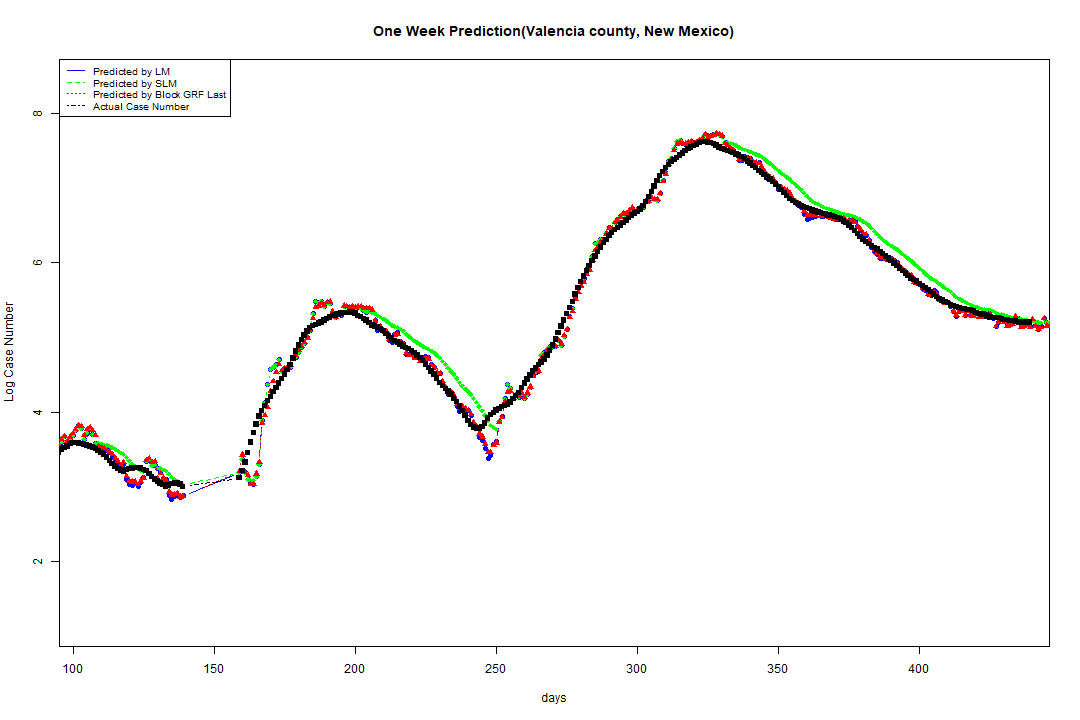 One Week Prediction(Valencia county, New Mexico)
Predicted by LM
Predicted by SLM
Predicted by Block GRF Last
Actual Case Number
8
6
4
2
Log Case Number
100 150 200 250 300 350 400
days